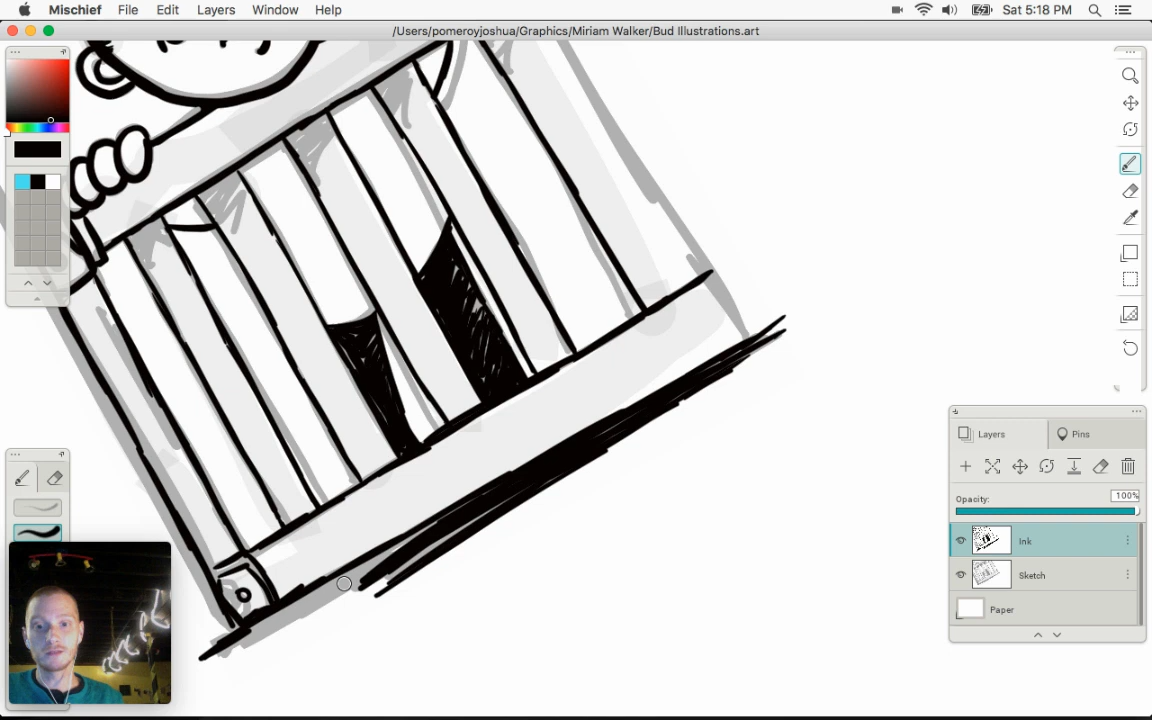 Mischief File Edit Layers Window Help Sat 5:18 PM
/Users/pomeroyjoshua/Graphics/Miriam Walker/Bud Illustrations.art
Layers Pins
Opacity: 100%
Ink
Sketch
Paper